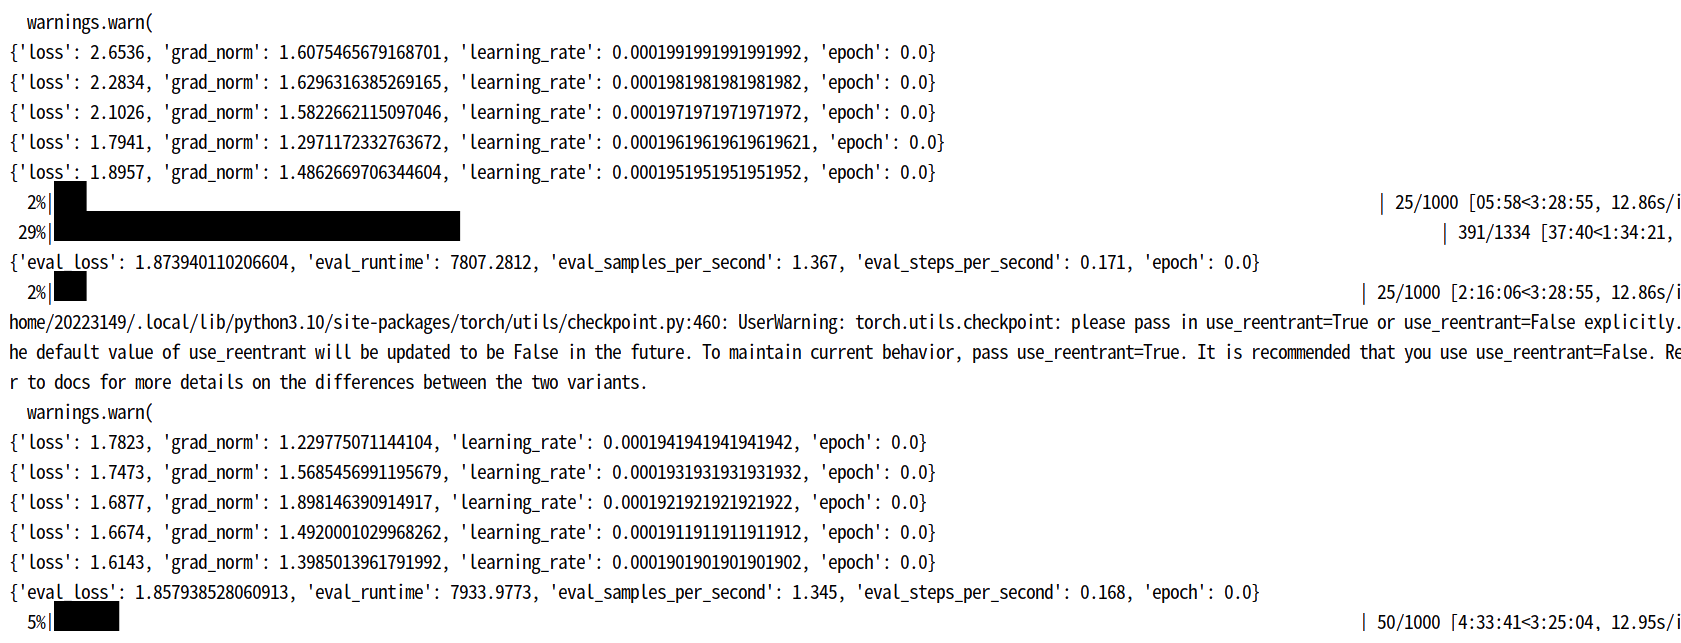 warnings.warn(
{'loss': 2.6536, 'grad_norm': 1.6075465679168701, 'learning_rate': 0.0001991991991991992, 'epoch': 0.0}
{'loss': 2.2834, 'grad_norm': 1.6296316385269165, 'learning_rate': 0.0001981981981981982, 'epoch': 0.0}
{'loss': 2.1026, 'grad_norm': 1.5822662115097046, 'learning_rate': 0.0001971971971971972, 'epoch': 0.0}
{'loss': 1.7941, 'grad_norm': 1.2971172332763672, 'learning_rate': 0.00019619619619619621, 'epoch': 0.0}
{'loss': 1.8957, 'grad_norm': 1.4862669706344604, 'learning_rate': 0.0001951951951951952, 'epoch': 0.0}
2%| | 25/1000 [05:58<3:28:55, 12.86s/i
29%| | 391/1334 [37:40<1:34:21,
{'eval_loss': 1.873940110206604, 'eval_runtime': 7807.2812, 'eval_samples_per_second': 1.367, 'eval_steps_per_second': 0.171, 'epoch': 0.0}
2%| | 25/1000 [2:16:06<3:28:55, 12.86s/i
home/20223149/.local/lib/python3.10/site-packages/torch/utils/checkpoint.py:460: UserWarning: torch.utils.checkpoint: please pass in use_reentrant=True or use_reentrant=False explicitly.
he default value of use_reentrant will be updated to be False in the future. To maintain current behavior, pass use_reentrant=True. It is recommended that you use use_reentrant=False. Re
r to docs for more details on the differences between the two variants.
warnings.warn(
{'loss': 1.7823, 'grad_norm': 1.229775071144104, 'learning_rate': 0.0001941941941941942, 'epoch': 0.0}
{'loss': 1.7473, 'grad_norm': 1.5685456991195679, 'learning_rate': 0.0001931931931931932, 'epoch': 0.0}
{'loss': 1.6877, 'grad_norm': 1.898146390914917, 'learning_rate': 0.0001921921921921922, 'epoch': 0.0}
{'loss': 1.6674, 'grad_norm': 1.4920001029968262, 'learning_rate': 0.0001911911911911912, 'epoch': 0.0}
{'loss': 1.6143, 'grad_norm': 1.3985013961791992, 'learning_rate': 0.0001901901901901902, 'epoch': 0.0}
{'eval_loss': 1.857938528060913, 'eval_runtime': 7933.9773, 'eval_samples_per_second': 1.345, 'eval_steps_per_second': 0.168, 'epoch': 0.0}
5%| | 50/1000 [4:33:41<3:25:04, 12.95s/i